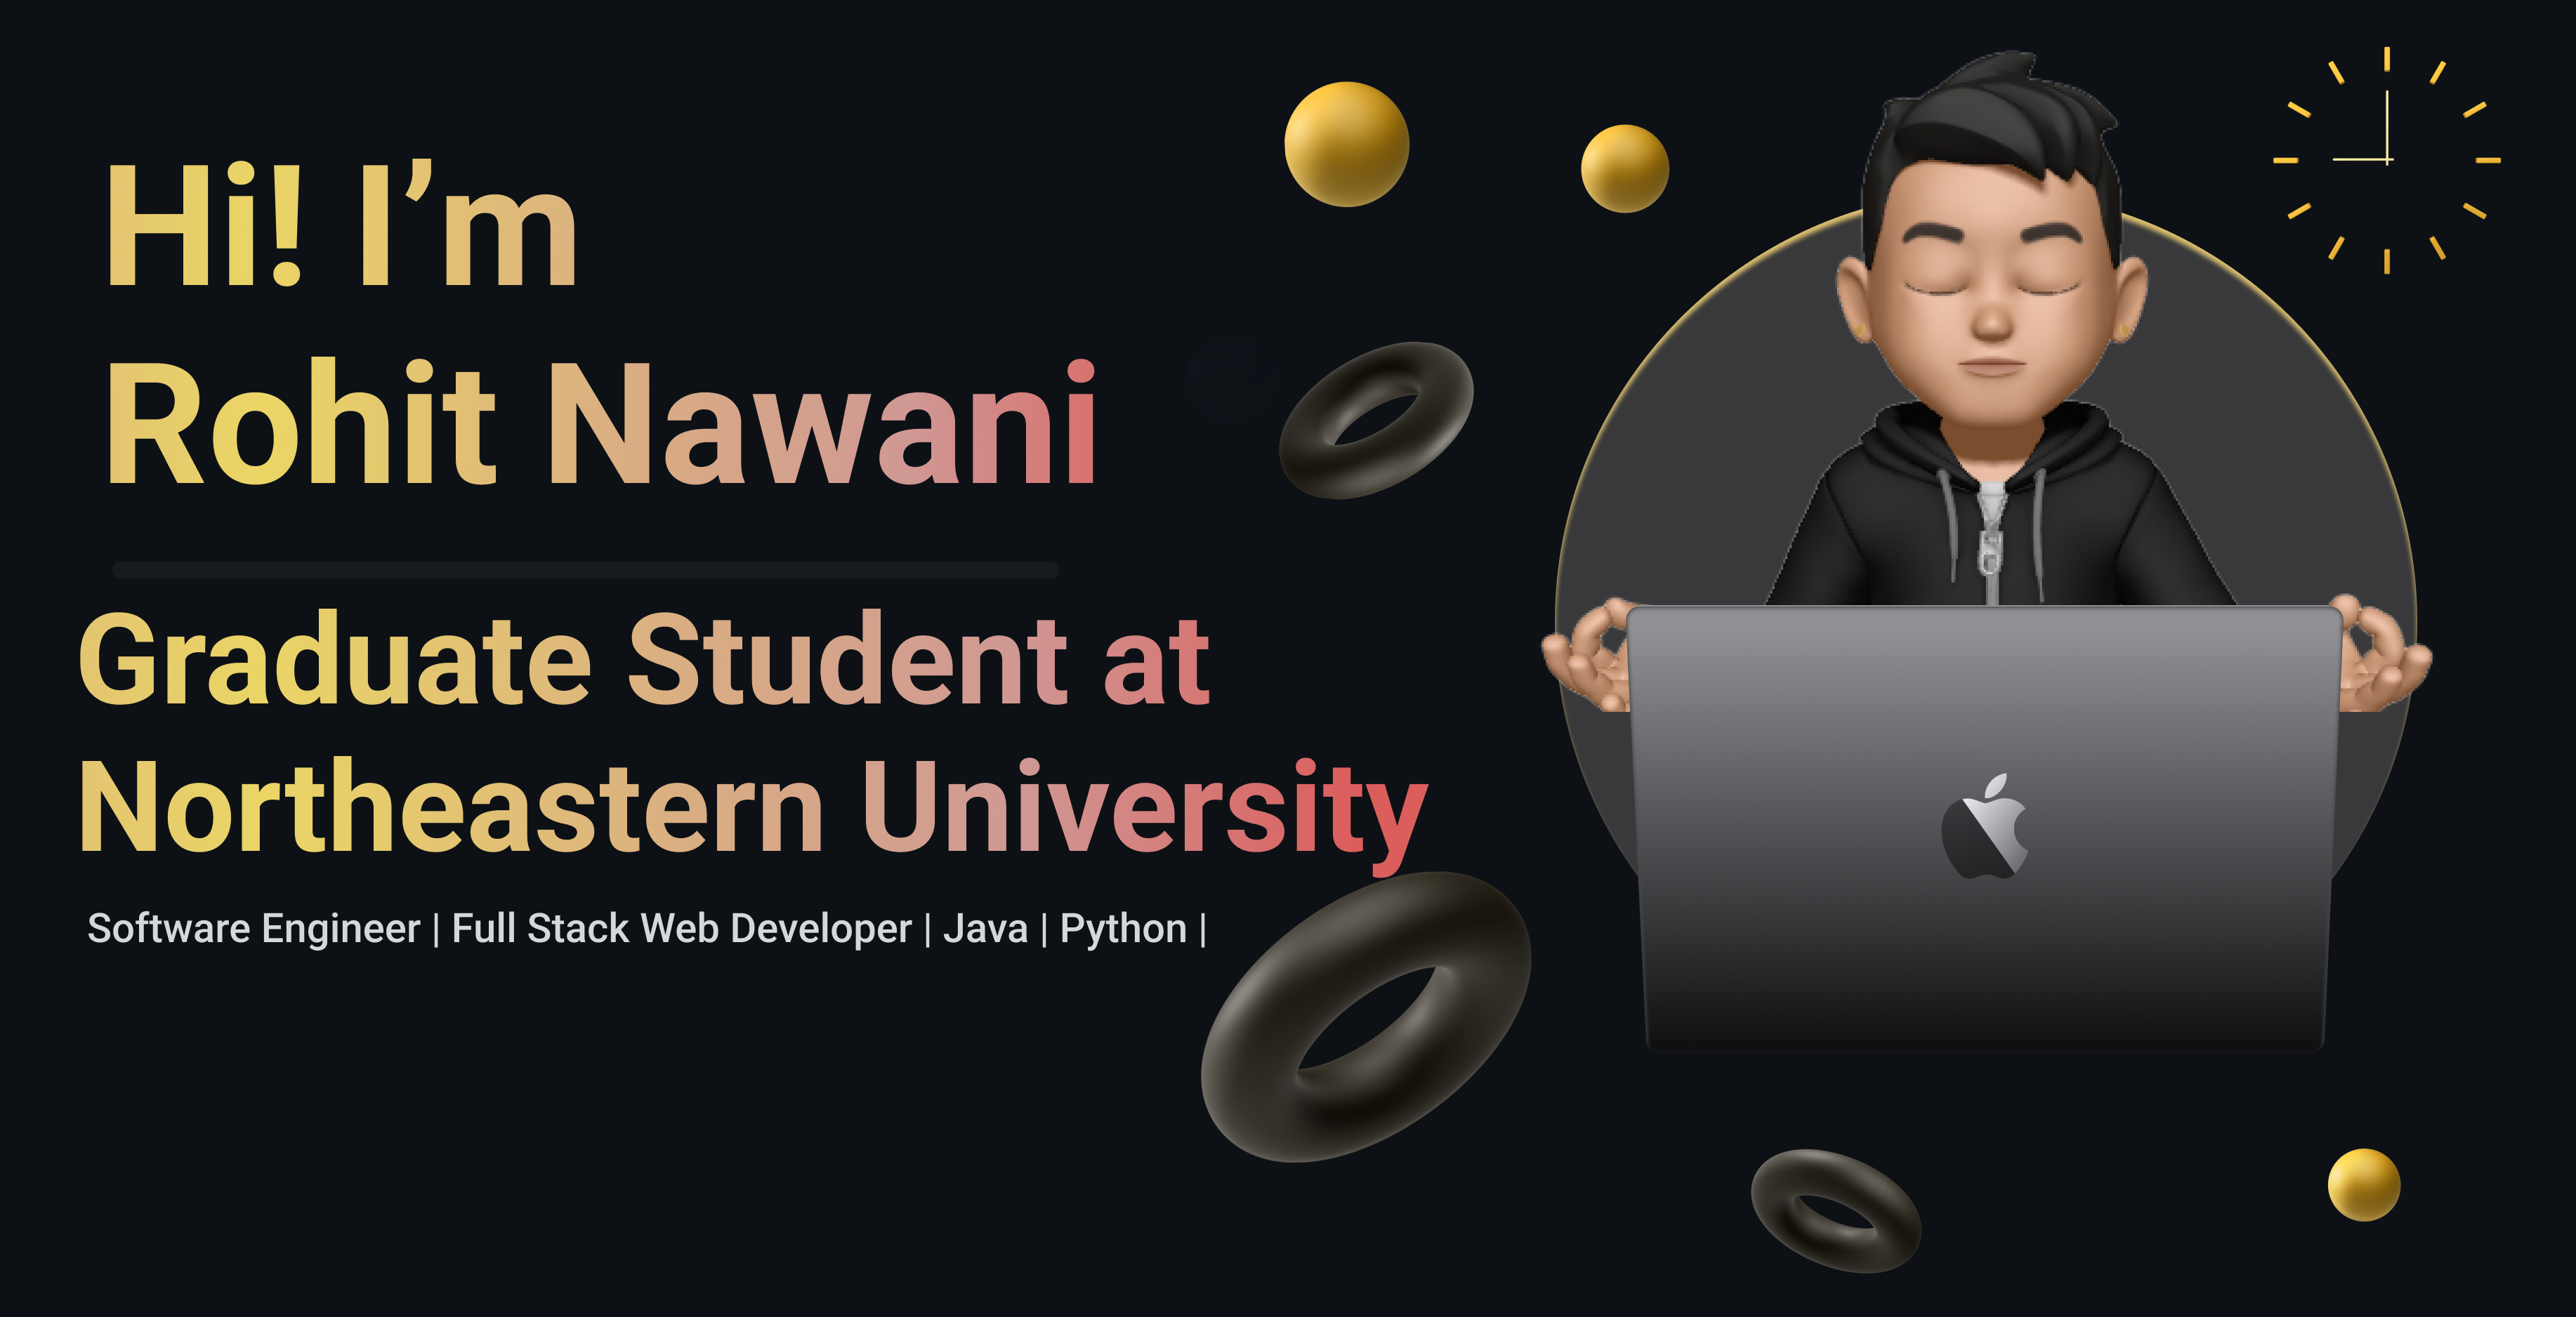 Hi! I’m
Rohit Nawani
Graduate Student at
Northeastern University
Software Engineer | Full Stack Web Developer | Java | Python |